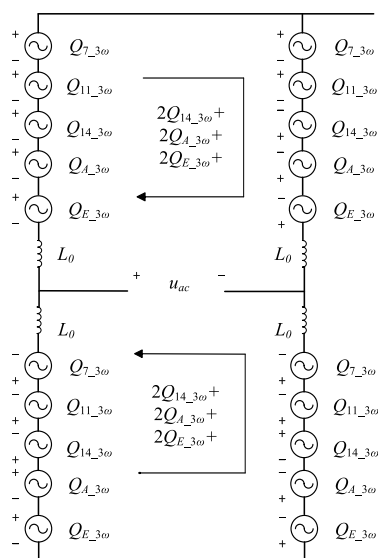 + Q7_3ω + Q7_3ω
− −
+ Q11_3ω + Q11_3ω
− −
+ Q14_3ω 2Q14_3ω+ − Q14_3ω
− 2QA_3ω+ +
+ QA_3ω 2QE_3ω+ − QA_3ω
− +
+ QE_3ω − QE_3ω
− +
L0 L0
+ uac −
L0 L0
− Q7_3ω − Q7_3ω
+ +
− Q11_3ω 2Q14_3ω+ − Q11_3ω
+ 2QA_3ω+ +
− Q14_3ω 2QE_3ω+ + Q14_3ω
+ −
+ QA_3ω − QA_3ω
− +
+ QE_3ω − QE_3ω
− +